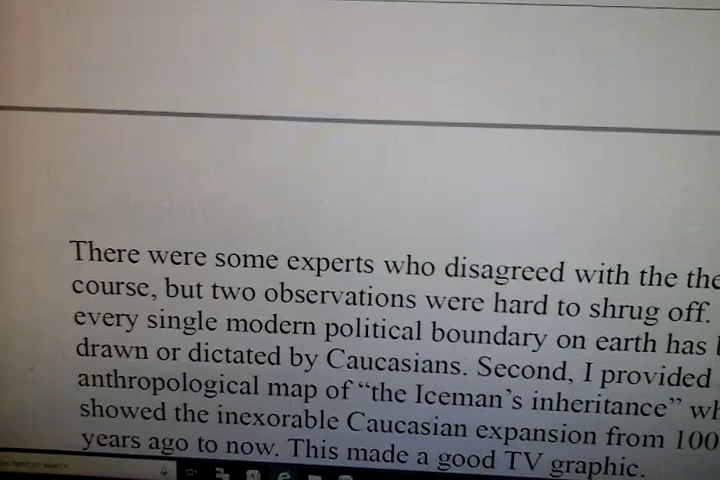 There were some experts who disagreed with the the
course, but two observations were hard to shrug off.
every single modern political boundary on earth has
drawn or dictated by Caucasians. Second, I provided
anthropological map of “the Iceman’s inheritance” wh
showed the inexorable Caucasian expansion from 100
years ago to now. This made a good TV graphic.